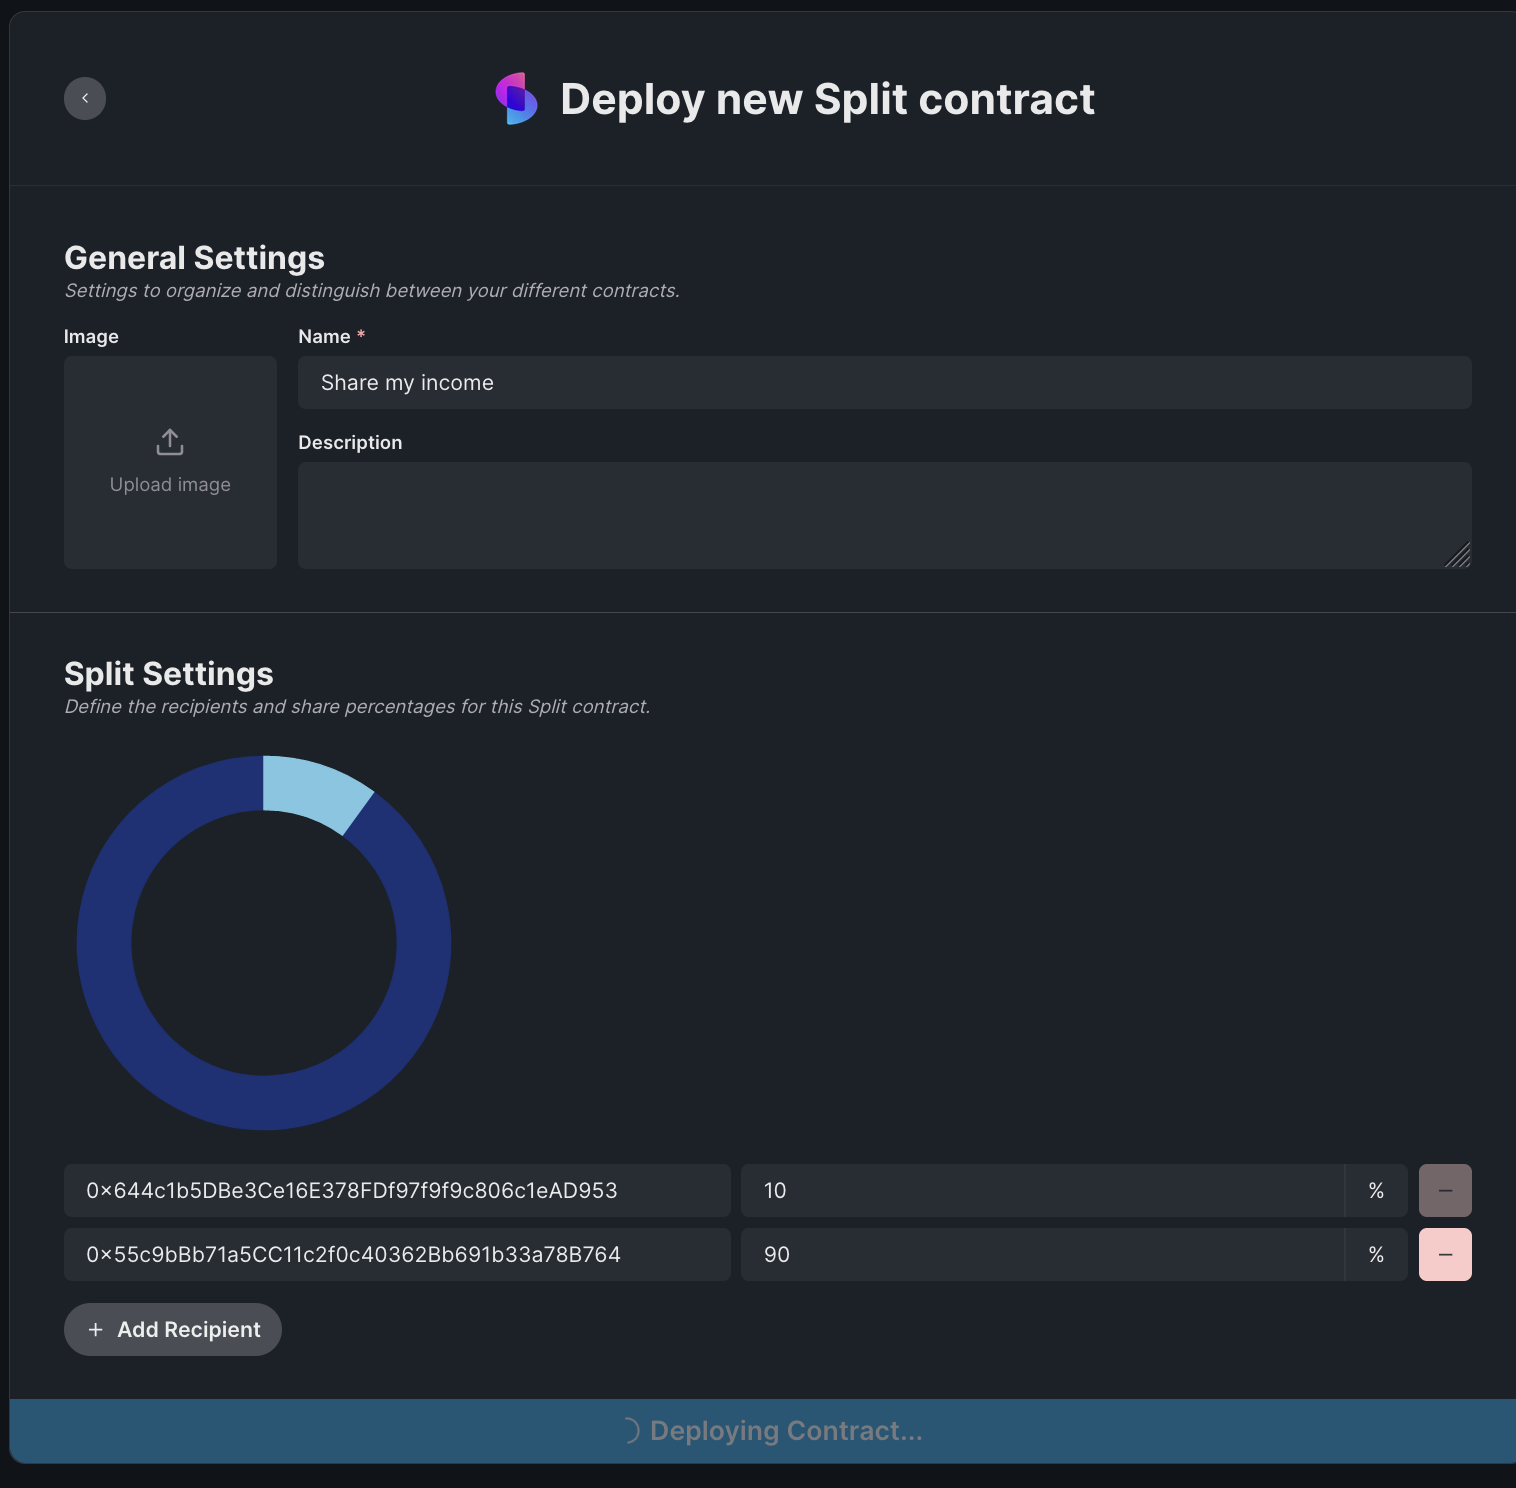 Deploy new Split contract
General Settings
Settings to organize and distinguish between your different contracts.
Image
Name *
Share my income
Upload image
Description
Split Settings
Define the recipients and share percentages for this Split contract.
0x644c1b5DBe3Ce16E378FDf97f9f9c806c1eAD953 10 %
0x55c9bBb71a5CC11c2f0c40362Bb691b33a78B764 90 %
Add Recipient
Deploying Contract...